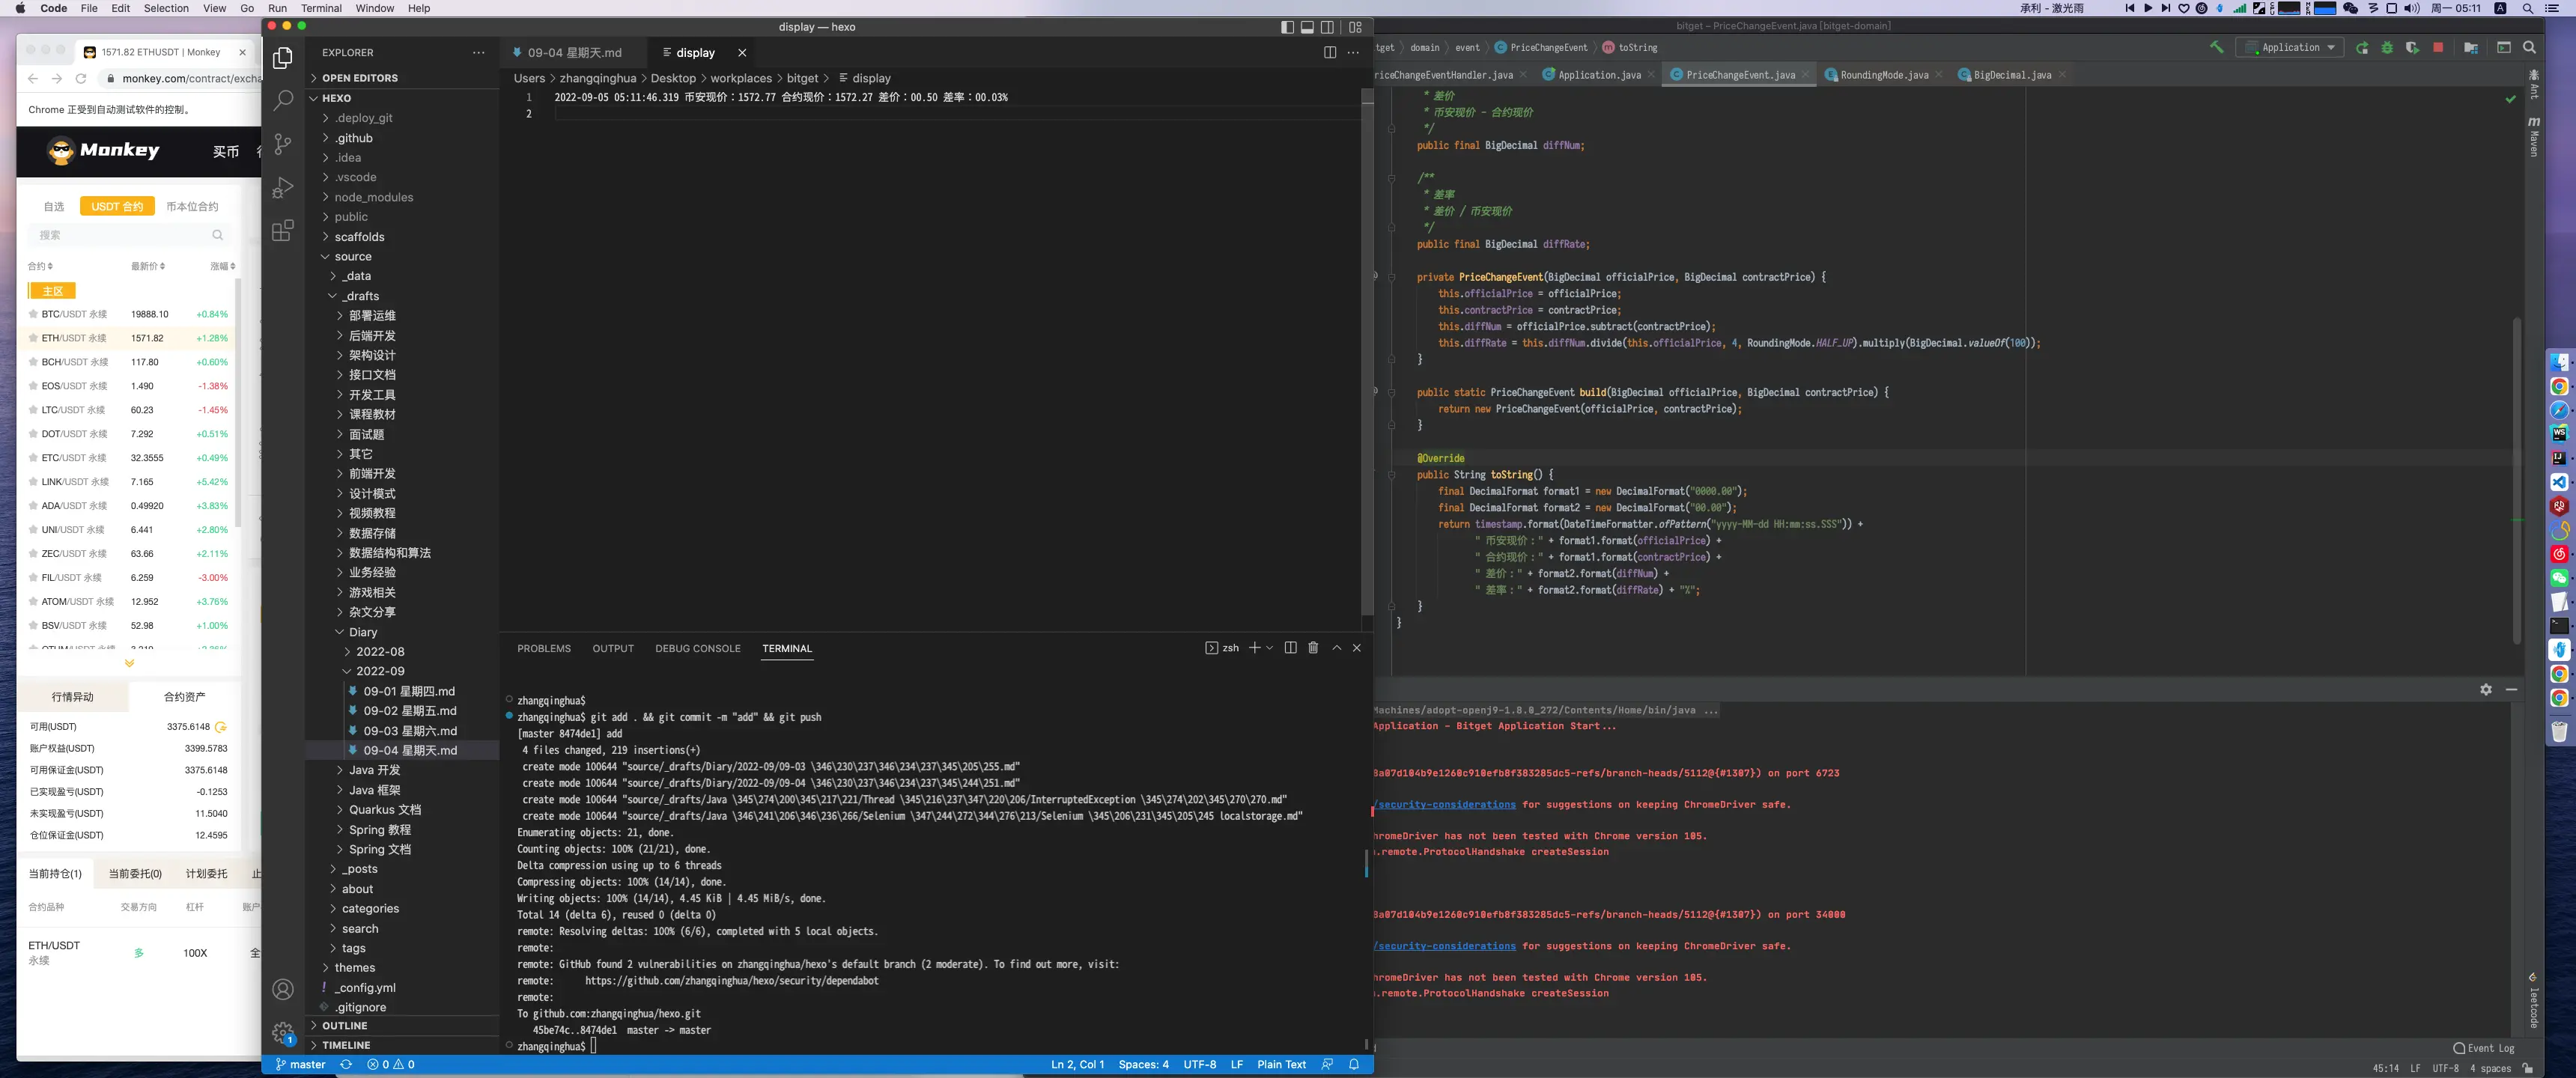 Code File Edit Selection View Go Run Terminal Window Help
承利 - 激光雨
周一 05:11
1571.82 ETHUSDT | Monkey
monkey.com/contract/excha
Chrome 正受到自动测试软件的控制。
Monkey 买币
自选 USDT 合约 币本位合约
搜索
合约 最新价 涨幅
主区
BTC/USDT 永续 19888.10 +0.84%
ETH/USDT 永续 1571.82 +1.28%
BCH/USDT 永续 117.80 +0.60%
EOS/USDT 永续 1.490 -1.38%
LTC/USDT 永续 60.23 -1.45%
DOT/USDT 永续 7.292 +0.51%
ETC/USDT 永续 32.3555 +0.49%
LINK/USDT 永续 7.165 +5.42%
ADA/USDT 永续 0.49920 +3.83%
UNI/USDT 永续 6.441 +2.80%
ZEC/USDT 永续 63.66 +2.11%
FIL/USDT 永续 6.259 -3.00%
ATOM/USDT 永续 12.952 +3.76%
BSV/USDT 永续 52.98 +1.00%
行情异动 合约资产
可用(USDT) 3375.6148
账户权益(USDT) 3399.5783
可用保证金(USDT) 3375.6148
已实现盈亏(USDT) -0.1253
未实现盈亏(USDT) 11.5040
仓位保证金(USDT) 12.4595
当前持仓(1) 当前委托(0) 计划委托 止
合约品种 交易方向 杠杆 账户
ETH/USDT 多 100X 全
永续
display — hexo
EXPLORER
OPEN EDITORS
HEXO
.deploy_git
.github
.idea
.vscode
node_modules
public
scaffolds
source
_data
_drafts
部署运维
后端开发
架构设计
接口文档
开发工具
课程教材
面试题
其它
前端开发
设计模式
视频教程
数据存储
数据结构和算法
业务经验
游戏相关
杂文分享
Diary
2022-08
2022-09
09-01 星期四.md
09-02 星期五.md
09-03 星期六.md
09-04 星期天.md
Java 开发
Java 框架
Quarkus 文档
Spring 教程
Spring 文档
_posts
about
categories
search
tags
themes
_config.yml
.gitignore
OUTLINE
TIMELINE
09-04 星期天.md display
Users > zhangqinghua > Desktop > workplaces > bitget > display
1 2022-09-05 05:11:46.319 币安现价：1572.77 合约现价：1572.27 差价：00.50 差率：00.03%
2
PROBLEMS OUTPUT DEBUG CONSOLE TERMINAL
zsh
zhangqinghua$
zhangqinghua$ git add . && git commit -m "add" && git push
[master 8474de1] add
4 files changed, 219 insertions(+)
create mode 100644 "source/_drafts/Diary/2022-09/09-03 \346\230\237\346\234\237\345\205\255.md"
create mode 100644 "source/_drafts/Diary/2022-09/09-04 \346\230\237\346\234\237\345\244\251.md"
create mode 100644 "source/_drafts/Java \345\274\200\345\217\221/Thread \345\216\237\347\220\206/InterruptedException \345\274\202\345\270\270.md"
create mode 100644 "source/_drafts/Java \346\241\206\346\236\266/Selenium \347\244\272\344\276\213/Selenium \345\206\231\345\205\245 localstorage.md"
Enumerating objects: 21, done.
Counting objects: 100% (21/21), done.
Delta compression using up to 6 threads
Compressing objects: 100% (14/14), done.
Writing objects: 100% (14/14), 4.45 KiB | 4.45 MiB/s, done.
Total 14 (delta 6), reused 0 (delta 0)
remote: Resolving deltas: 100% (6/6), completed with 5 local objects.
remote:
remote: GitHub found 2 vulnerabilities on zhangqinghua/hexo's default branch (2 moderate). To find out more, visit:
remote: https://github.com/zhangqinghua/hexo/security/dependabot
remote:
To github.com:zhangqinghua/hexo.git
45be74c..8474de1 master -> master
zhangqinghua$
master 0 0
Ln 2, Col 1 Spaces: 4 UTF-8 LF Plain Text
bitget – PriceChangeEvent.java [bitget-domain]
tget domain event PriceChangeEvent toString
Application
riceChangeEventHandler.java Application.java PriceChangeEvent.java RoundingMode.java BigDecimal.java
* 差价
* 币安现价 - 合约现价
*/
public final BigDecimal diffNum;
/**
* 差率
* 差价 / 币安现价
*/
public final BigDecimal diffRate;
private PriceChangeEvent(BigDecimal officialPrice, BigDecimal contractPrice) {
this.officialPrice = officialPrice;
this.contractPrice = contractPrice;
this.diffNum = officialPrice.subtract(contractPrice);
this.diffRate = this.diffNum.divide(this.officialPrice, 4, RoundingMode.HALF_UP).multiply(BigDecimal.valueOf(100));
}
public static PriceChangeEvent build(BigDecimal officialPrice, BigDecimal contractPrice) {
return new PriceChangeEvent(officialPrice, contractPrice);
}
@Override
public String toString() {
final DecimalFormat format1 = new DecimalFormat("0000.00");
final DecimalFormat format2 = new DecimalFormat("00.00");
return timestamp.format(DateTimeFormatter.ofPattern("yyyy-MM-dd HH:mm:ss.SSS")) +
" 币安现价：" + format1.format(officialPrice) +
" 合约现价：" + format1.format(contractPrice) +
" 差价：" + format2.format(diffNum) +
" 差率：" + format2.format(diffRate) + "%";
}
}
Machines/adopt-openj9-1.8.0_272/Contents/Home/bin/java ...
Application - Bitget Application Start...
8a07d104b9e1260c910efb8f383285dc5-refs/branch-heads/5112@{#1307}) on port 6723
/security-considerations for suggestions on keeping ChromeDriver safe.
hromeDriver has not been tested with Chrome version 105.
.remote.ProtocolHandshake createSession
8a07d104b9e1260c910efb8f383285dc5-refs/branch-heads/5112@{#1307}) on port 34000
/security-considerations for suggestions on keeping ChromeDriver safe.
hromeDriver has not been tested with Chrome version 105.
.remote.ProtocolHandshake createSession
Event Log
45:14 LF UTF-8 4 spaces
Ant
Maven
leetcode